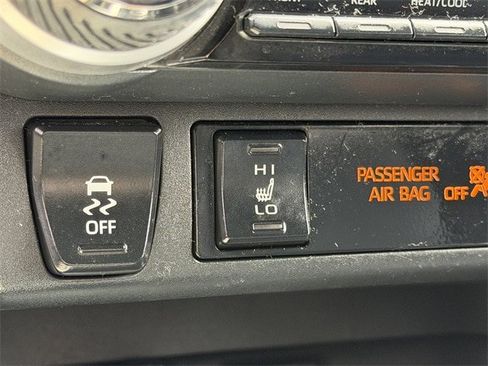 REAR
HEAT/COOL
OFF
HI
LO
PASSENGER
AIR BAG OFF